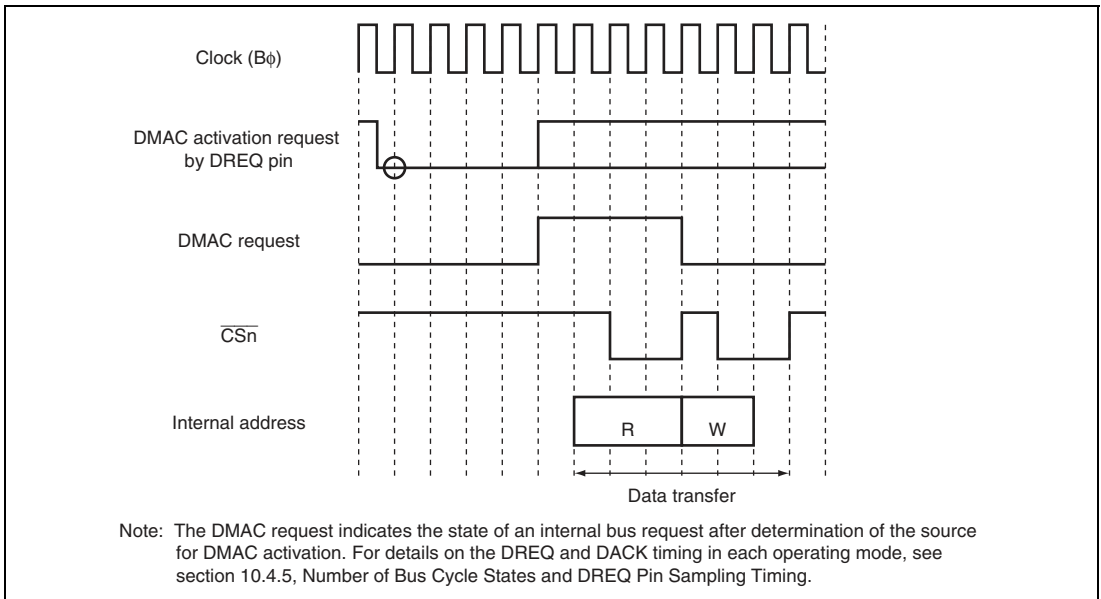 Clock (Bϕ)
DMAC activation request
by DREQ pin
DMAC request
CSn
Internal address
R
W
Data transfer
Note: The DMAC request indicates the state of an internal bus request after determination of the source
for DMAC activation. For details on the DREQ and DACK timing in each operating mode, see
section 10.4.5, Number of Bus Cycle States and DREQ Pin Sampling Timing.